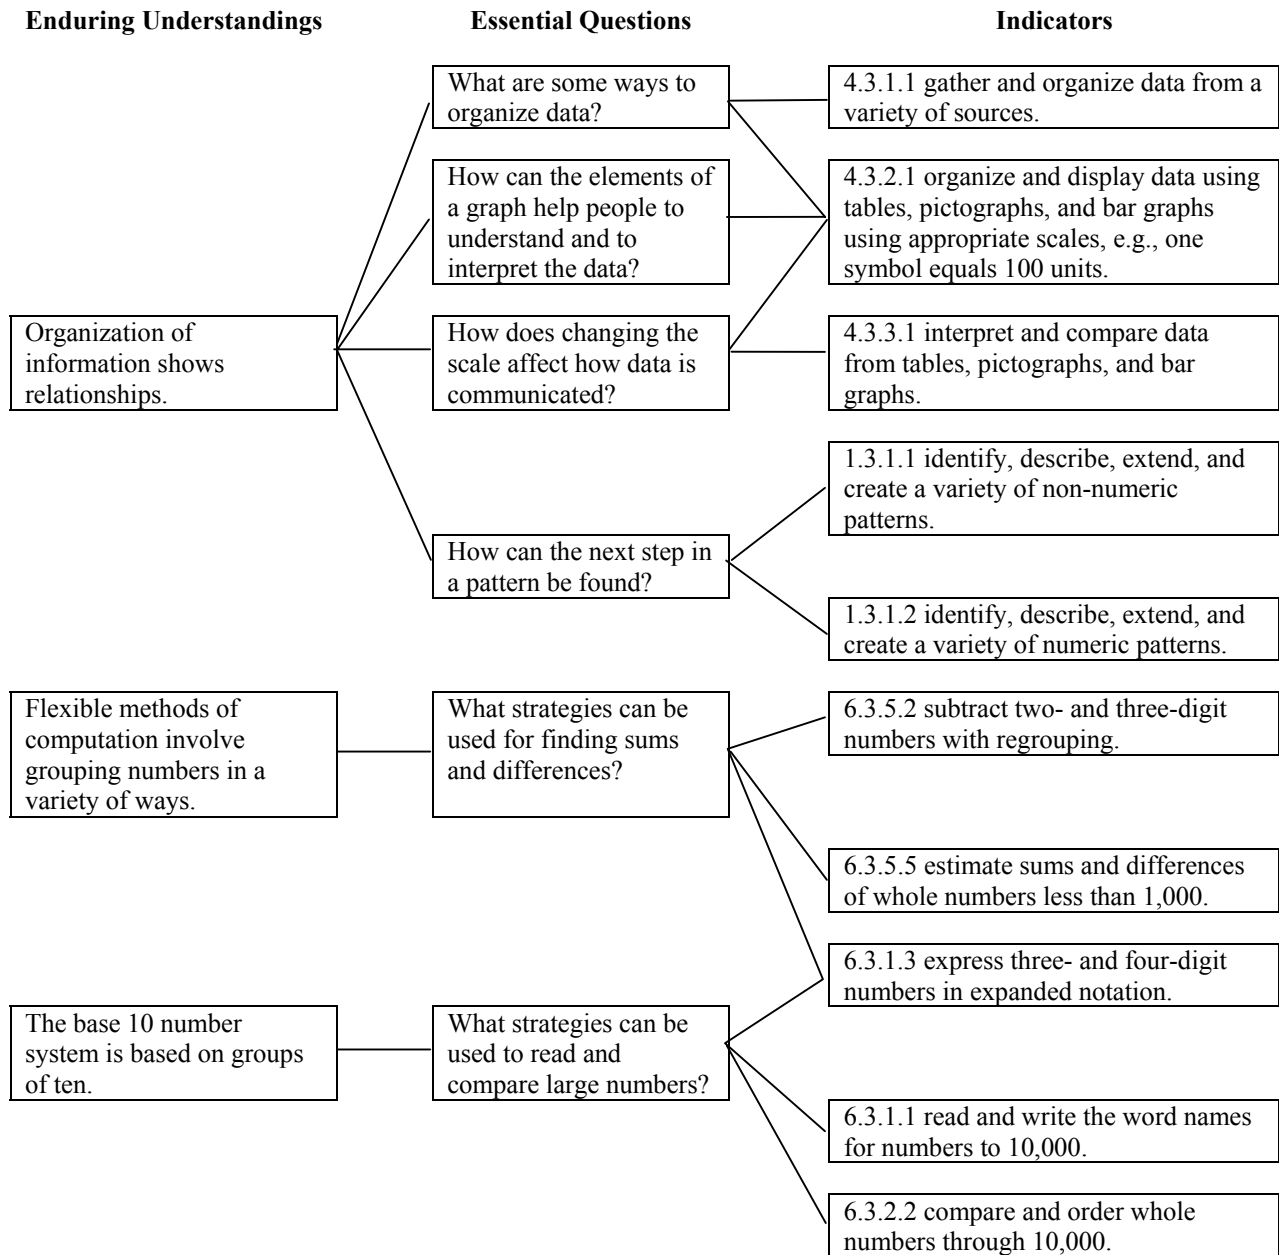 Enduring Understandings
Essential Questions
Indicators
What are some ways to
organize data?
4.3.1.1 gather and organize data from a
variety of sources.
How can the elements of
a graph help people to
understand and to
interpret the data?
4.3.2.1 organize and display data using
tables, pictographs, and bar graphs
using appropriate scales, e.g., one
symbol equals 100 units.
Organization of
information shows
relationships.
How does changing the
scale affect how data is
communicated?
4.3.3.1 interpret and compare data
from tables, pictographs, and bar
graphs.
1.3.1.1 identify, describe, extend, and
create a variety of non-numeric
patterns.
How can the next step in
a pattern be found?
1.3.1.2 identify, describe, extend, and
create a variety of numeric patterns.
Flexible methods of
computation involve
grouping numbers in a
variety of ways.
What strategies can be
used for finding sums
and differences?
6.3.5.2 subtract two- and three-digit
numbers with regrouping.
6.3.5.5 estimate sums and differences
of whole numbers less than 1,000.
6.3.1.3 express three- and four-digit
numbers in expanded notation.
The base 10 number
system is based on groups
of ten.
What strategies can be
used to read and
compare large numbers?
6.3.1.1 read and write the word names
for numbers to 10,000.
6.3.2.2 compare and order whole
numbers through 10,000.